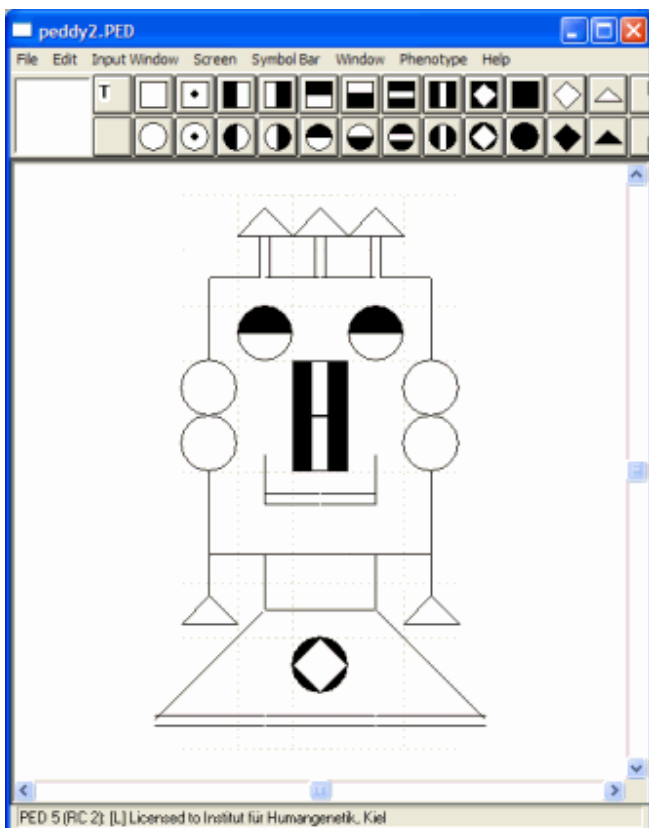 peddy2.PED
File Edit Input Window Screen Symbol Bar Window Phenotype Help
T
PED 5 (RC 2): [L] Licensed to Institut für Humangenetik, Kiel